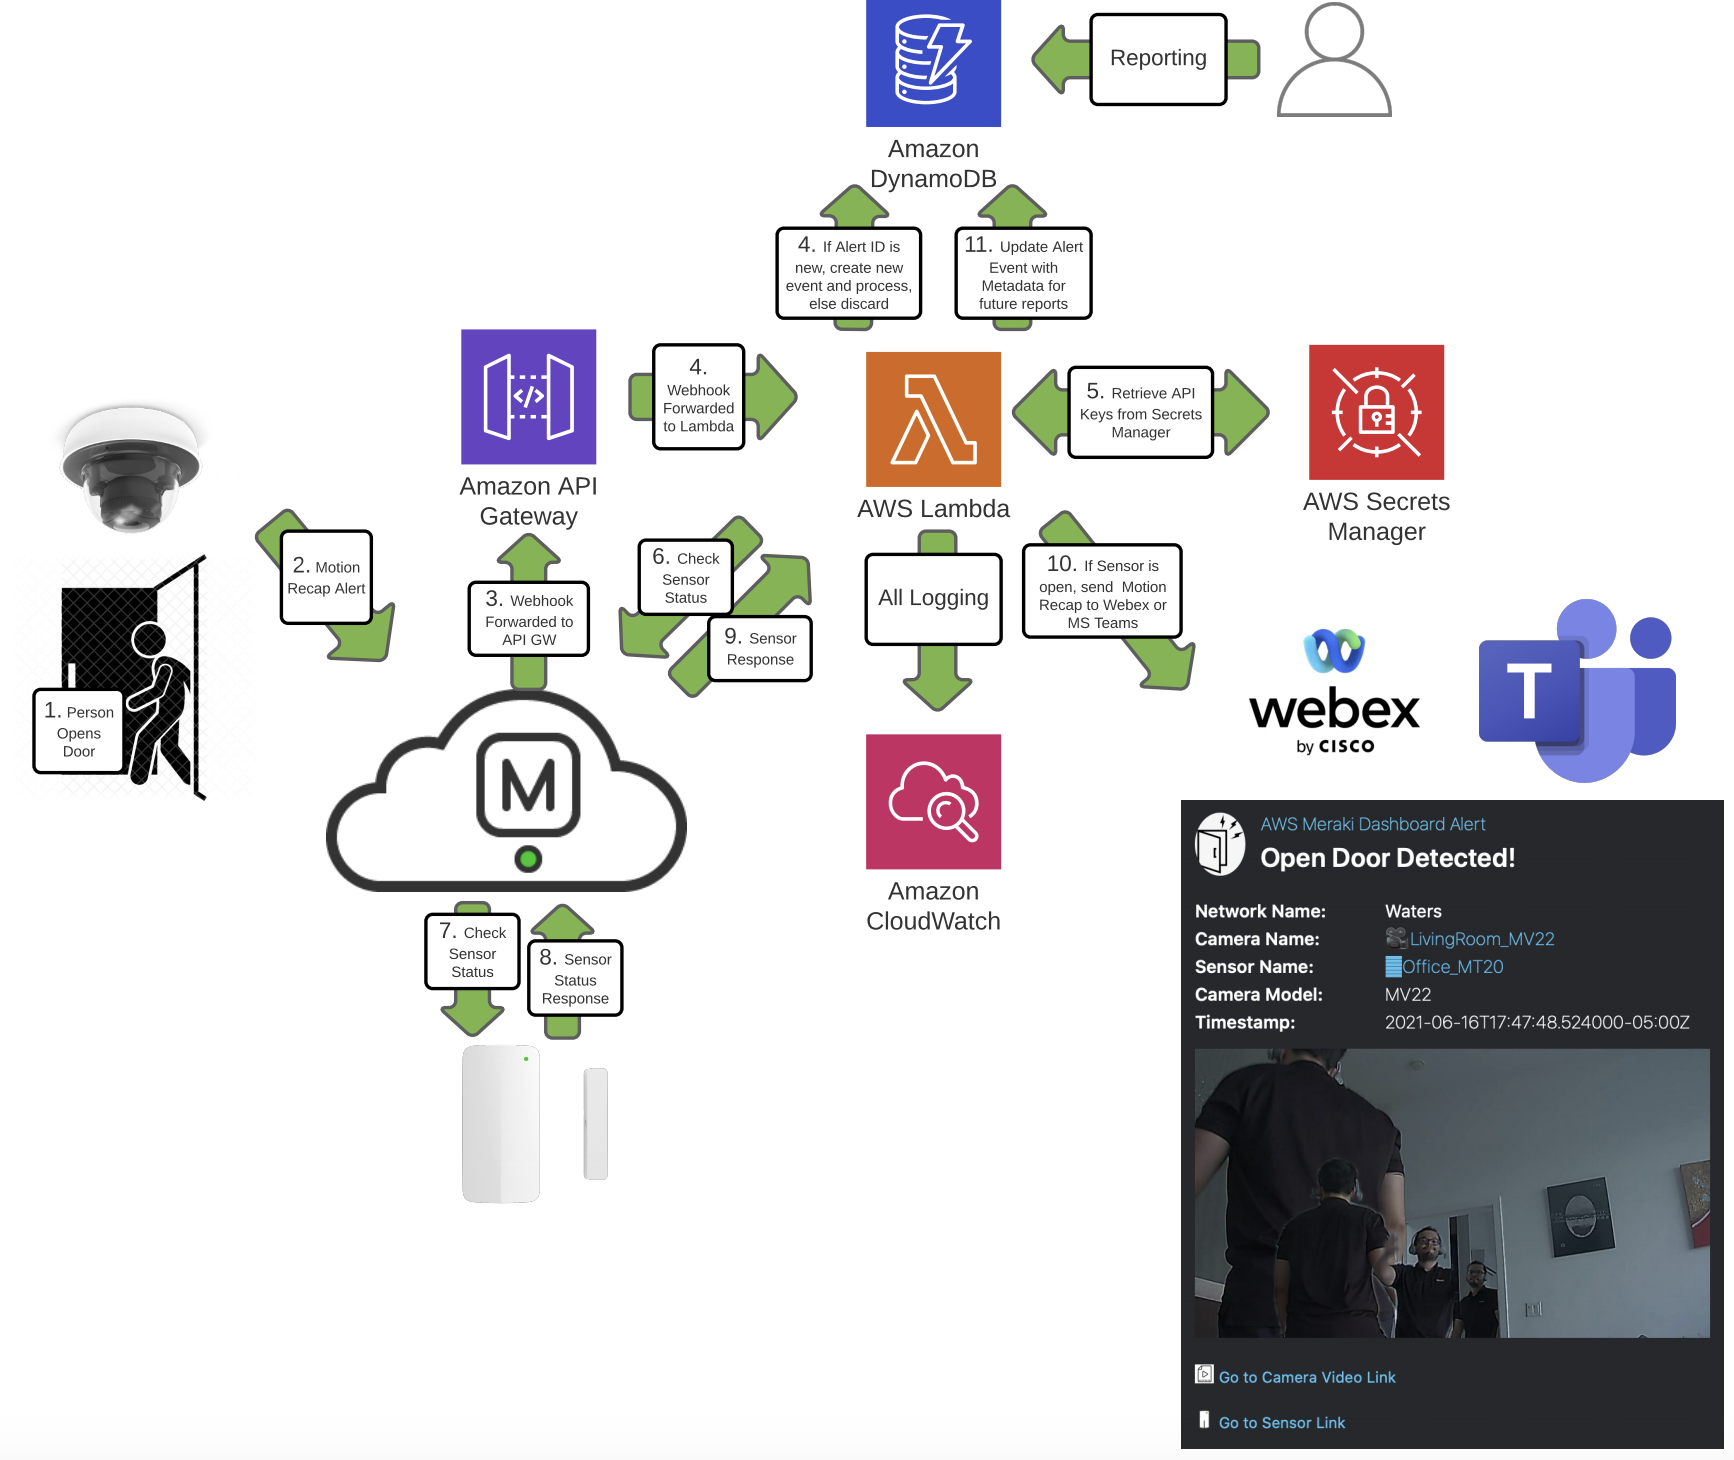 Reporting
Amazon
DynamoDB
4. If Alert ID is
new, create new
event and process,
else discard
11. Update Alert
Event with
Metadata for
future reports
</>
Amazon API
Gateway
4.
Webhook
Forwarded
to Lambda
AWS Lambda
5. Retrieve API
Keys from Secrets
Manager
AWS Secrets
Manager
1. Person
Opens
Door
2. Motion
Recap Alert
3. Webhook
Forwarded to
API GW
6. Check
Sensor
Status
9. Sensor
Response
All Logging
10. If Sensor is
open, send Motion
Recap to Webex or
MS Teams
webex
by CISCO
T
M
Amazon
CloudWatch
7. Check
Sensor
Status
8. Sensor
Status
Response
AWS Meraki Dashboard Alert
Open Door Detected!
Network Name: Waters
Camera Name: LivingRoom_MV22
Sensor Name: Office_MT20
Camera Model: MV22
Timestamp: 2021-06-16T17:47:48.524000-05:00Z
Go to Camera Video Link
Go to Sensor Link